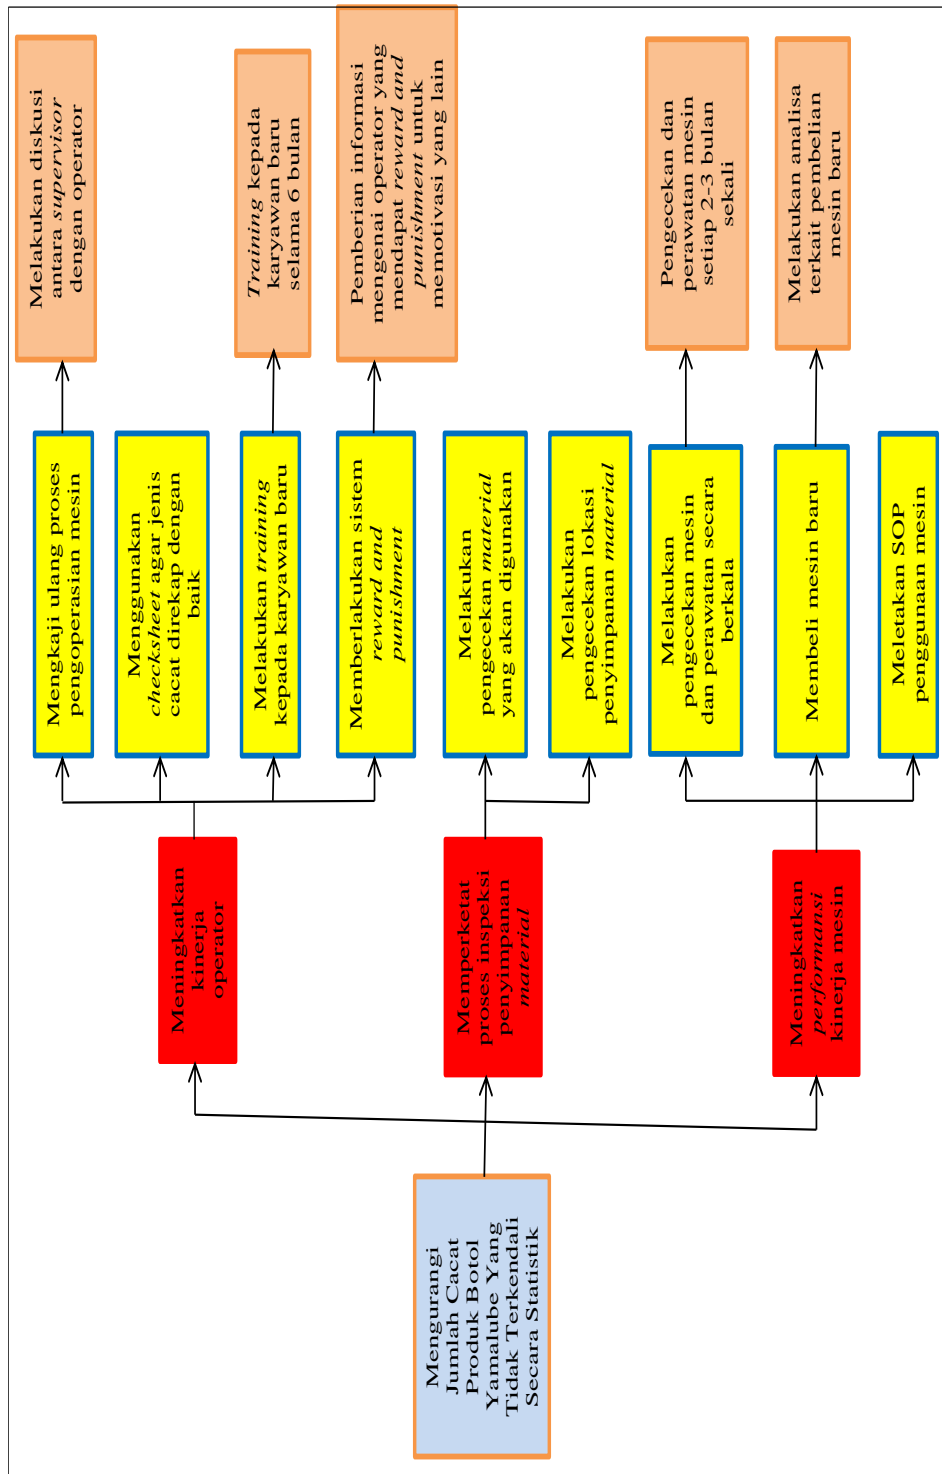 Mengurangi
Jumlah Cacat
Produk Botol
Yamalube Yang
Tidak Terkendali
Secara Statistik
Meningkatkan
kinerja
operator
Memperketat
proses inspeksi
penyimpanan
material
Meningkatkan
performansi
kinerja mesin
Mengkaji ulang proses
pengoperasian mesin
Menggunakan
checksheet agar jenis
cacat direkap dengan
baik
Melakukan training
kepada karyawan baru
Memberlakukan sistem
reward and
punishment
Melakukan
pengecekan material
yang akan digunakan
Melakukan
pengecekan lokasi
penyimpanan material
Melakukan
pengecekan mesin
dan perawatan secara
berkala
Membeli mesin baru
Meletakan SOP
penggunaan mesin
Melakukan diskusi
antara supervisor
dengan operator
Training kepada
karyawan baru
selama 6 bulan
Pemberian informasi
mengenai operator yang
mendapat reward and
punishment untuk
memotivasi yang lain
Pengecekan dan
perawatan mesin
setiap 2-3 bulan
sekali
Melakukan analisa
terkait pembelian
mesin baru